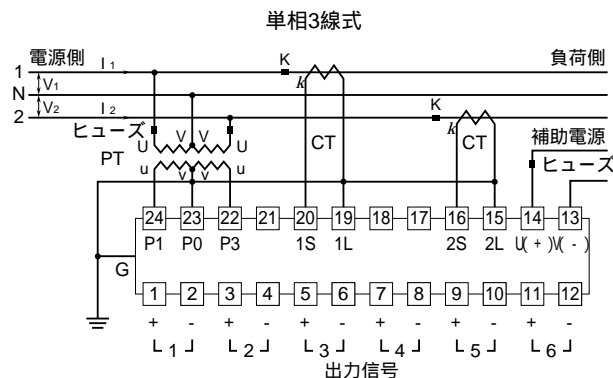 単相3線式
電源側 I1 K 負荷側
1 k
V1
N
V2 I2 K
2 k
ヒューズ U V V U CT CT 補助電源
PT u v v u ヒューズ
24 23 22 21 20 19 18 17 16 15 14 13
P1 P0 P3 1S 1L 2S 2L U(+) V(-)
G
1 2 3 4 5 6 7 8 9 10 11 12
+ - + - + - + - + - + -
1 2 3 4 5 6
出力信号